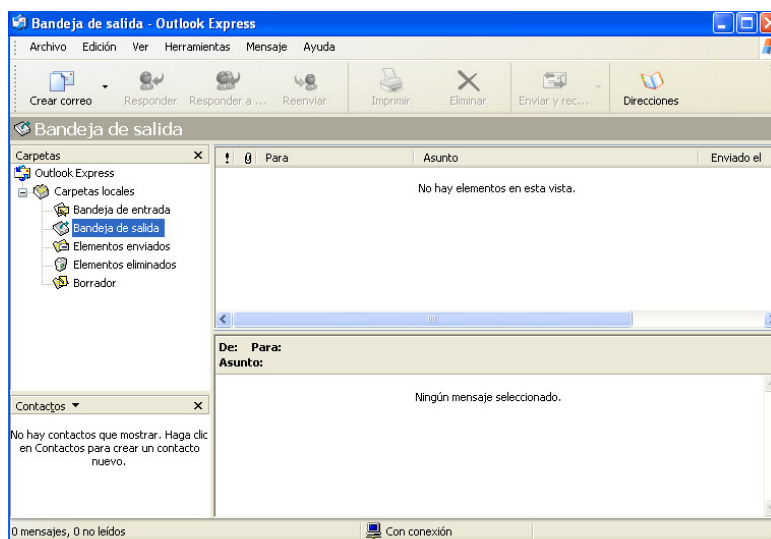 Bandeja de salida - Outlook Express
Archivo Edición Ver Herramientas Mensaje Ayuda
Crear correo Responder Responder a ... Reenviar Imprimir Eliminar Enviar y rec... Direcciones
Bandeja de salida
Carpetas
Outlook Express
Carpetas locales
Bandeja de entrada
Bandeja de salida
Elementos enviados
Elementos eliminados
Borrador
! Para Asunto Enviado el
No hay elementos en esta vista.
De: Para:
Asunto:
Ningún mensaje seleccionado.
Contactos
No hay contactos que mostrar. Haga clic
en Contactos para crear un contacto
nuevo.
0 mensajes, 0 no leídos Con conexión